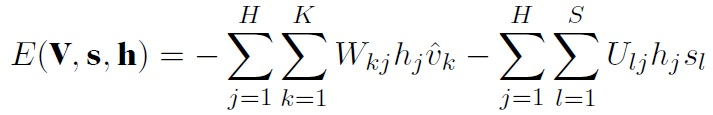 E(𝐕, 𝐬, 𝐡) = − ∑_{j=1}^{H} ∑_{k=1}^{K} W_{kj} h_j v̂_k − ∑_{j=1}^{H} ∑_{l=1}^{S} U_{lj} h_j s_l